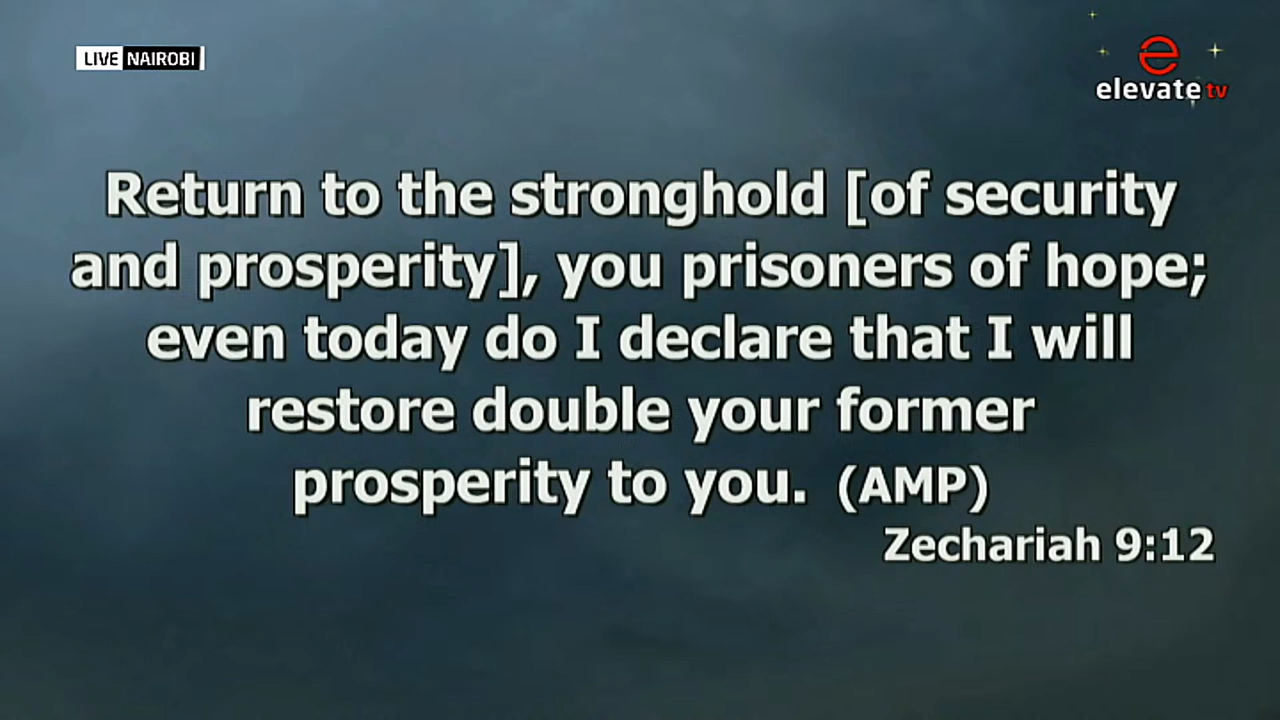 LIVE NAIROBI
e
elevate tv
Return to the stronghold [of security
and prosperity], you prisoners of hope;
even today do I declare that I will
restore double your former
prosperity to you. (AMP)
Zechariah 9:12